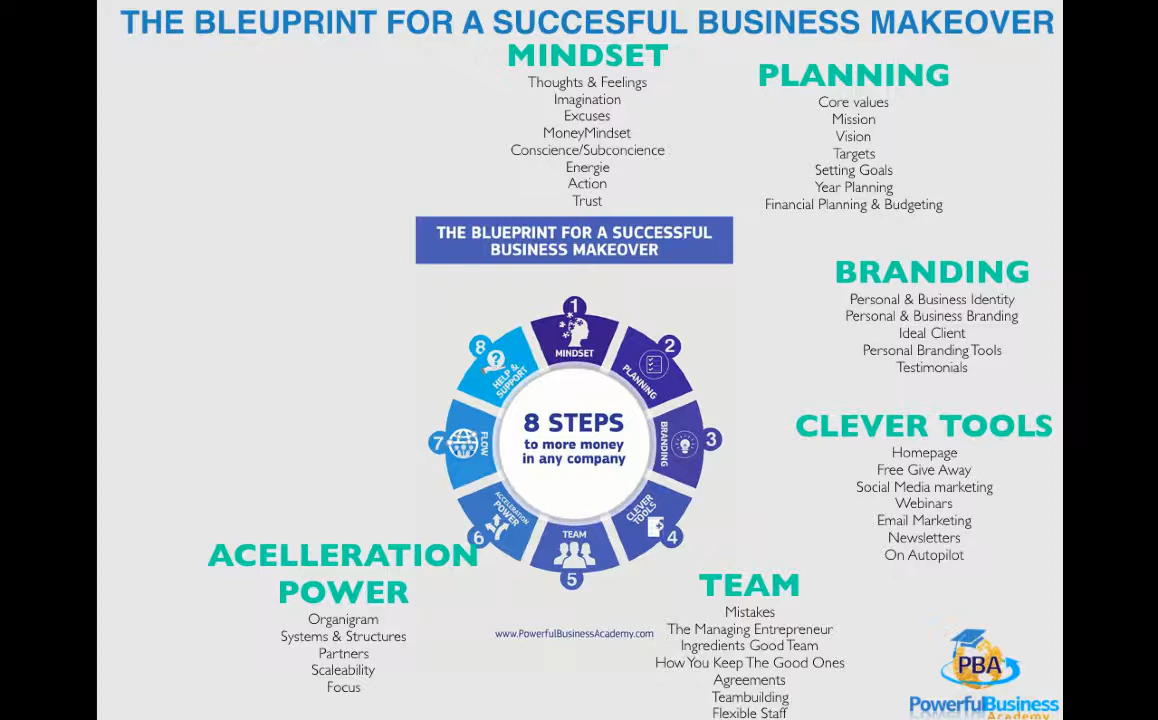 THE BLEUPRINT FOR A SUCCESFUL BUSINESS MAKEOVER
MINDSET
Thoughts & Feelings
Imagination
Excuses
MoneyMindset
Conscience/Subconcience
Energie
Action
Trust
PLANNING
Core values
Mission
Vision
Targets
Setting Goals
Year Planning
Financial Planning & Budgeting
THE BLUEPRINT FOR A SUCCESSFUL
BUSINESS MAKEOVER
BRANDING
Personal & Business Identity
Personal & Business Branding
Ideal Client
Personal Branding Tools
Testimonials
1
MINDSET
2
PLANNING
3
BRANDING
4
CLEVER
TOOLS
5
TEAM
6
ACCELERATION
POWER
7
FLOW
8
HELP &
SUPPORT
8 STEPS
to more money
in any company
CLEVER TOOLS
Homepage
Free Give Away
Social Media marketing
Webinars
Email Marketing
Newsletters
On Autopilot
ACELLERATION
POWER
Organigram
Systems & Structures
Partners
Scaleability
Focus
www.PowerfulBusinessAcademy.com
TEAM
Mistakes
The Managing Entrepreneur
Ingredients Good Team
How You Keep The Good Ones
Agreements
Teambuilding
Flexible Staff
PBA
PowerfulBusiness
Academy